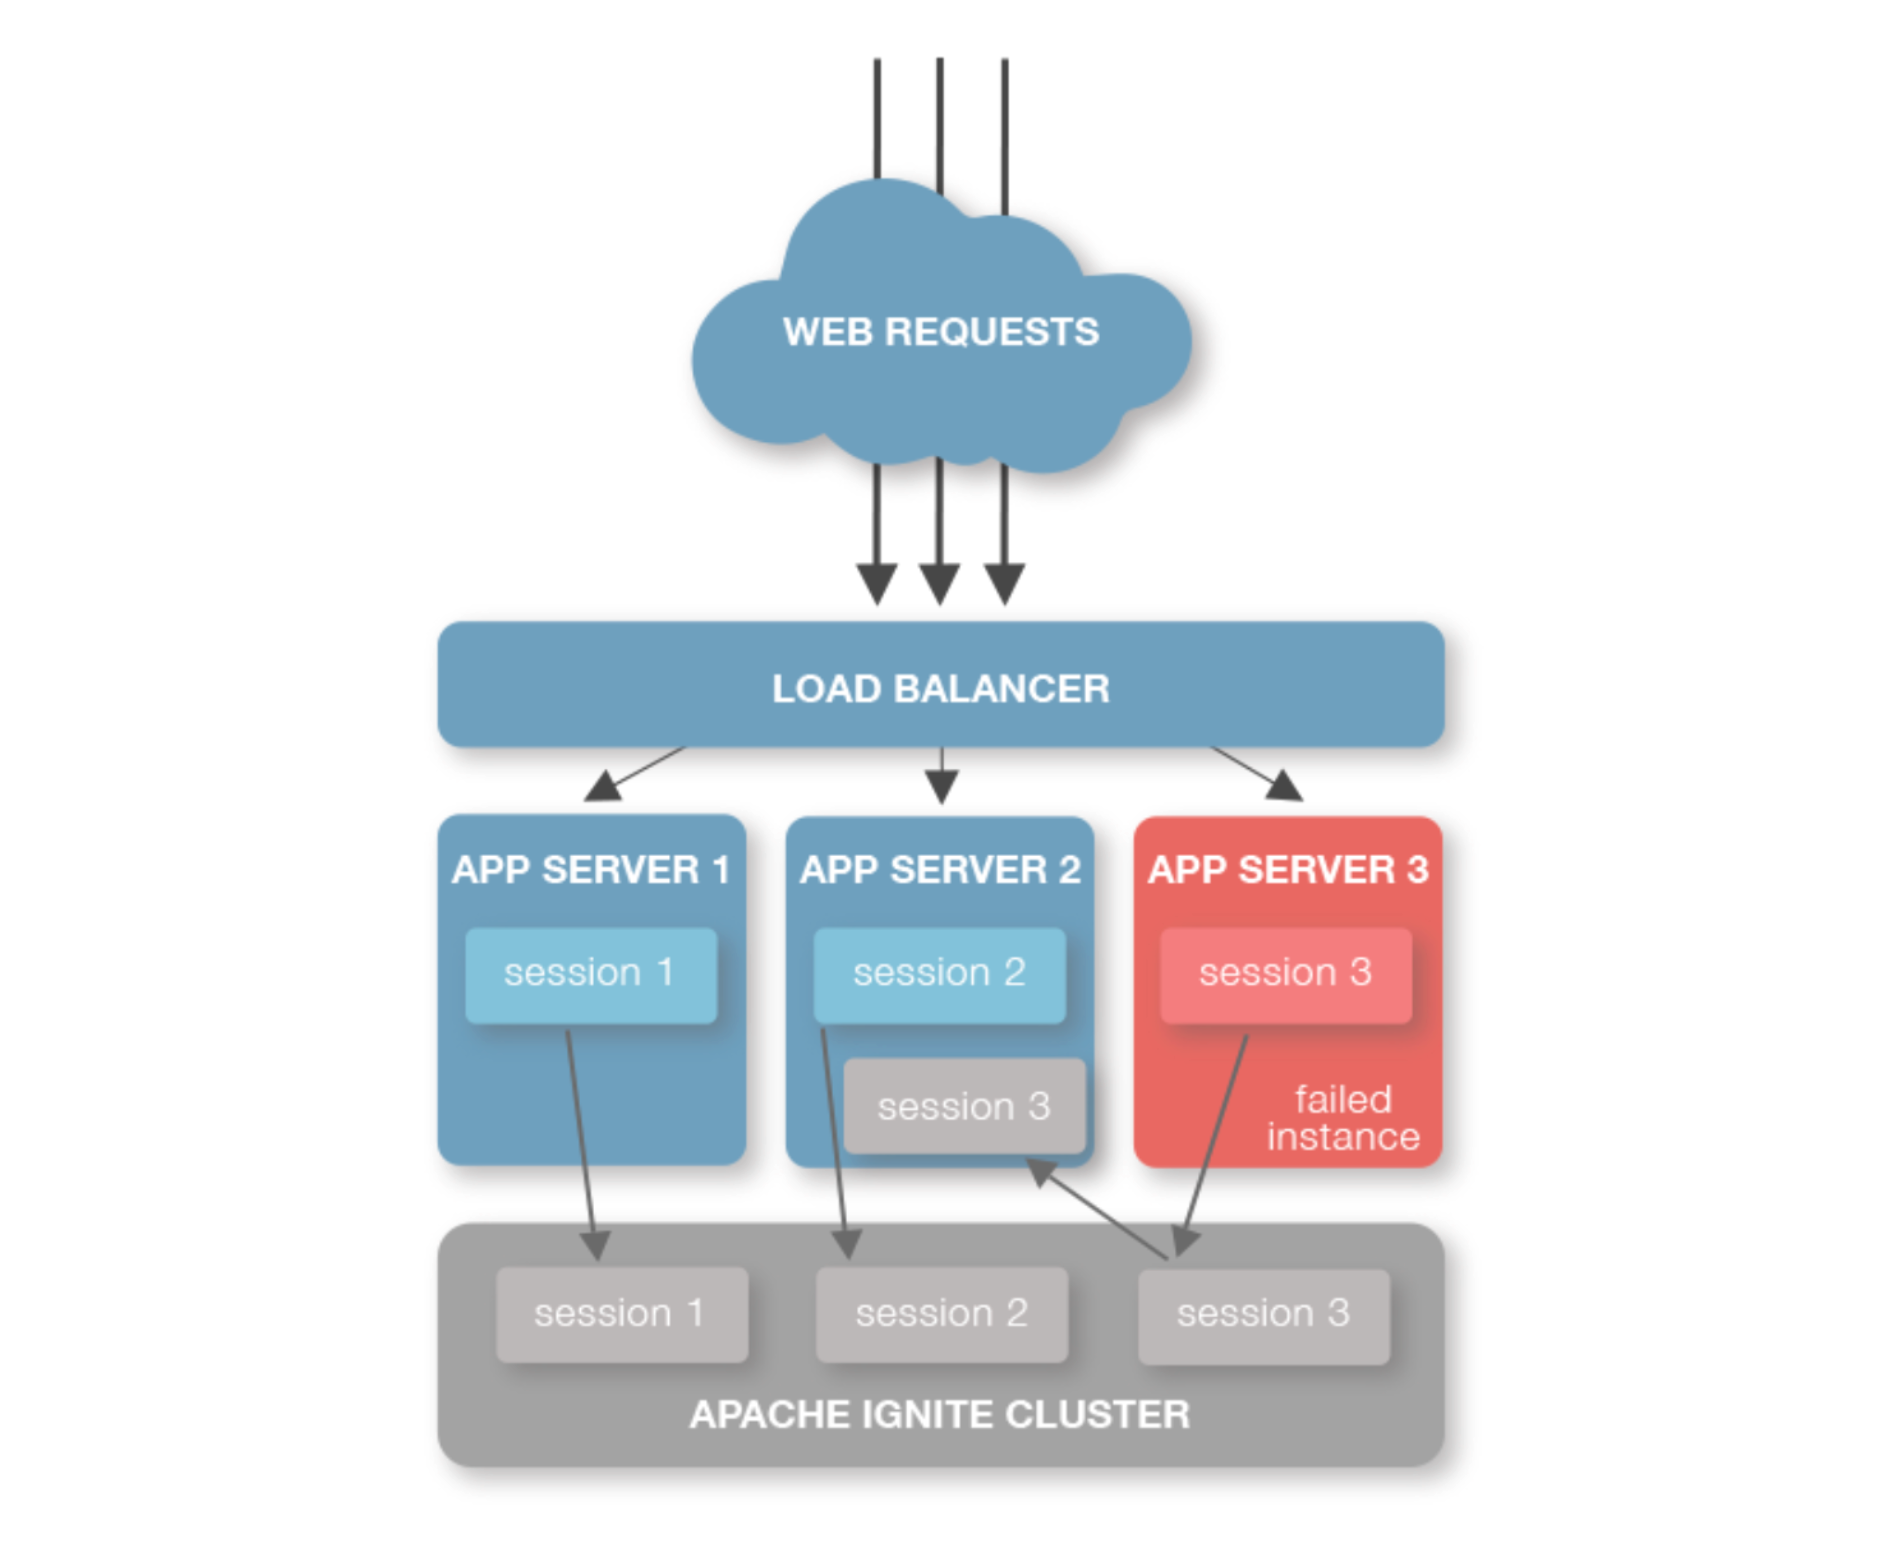 WEB REQUESTS
LOAD BALANCER
APP SERVER 1
session 1
APP SERVER 2
session 2
session 3
APP SERVER 3
session 3
failed
instance
session 1
session 2
session 3
APACHE IGNITE CLUSTER